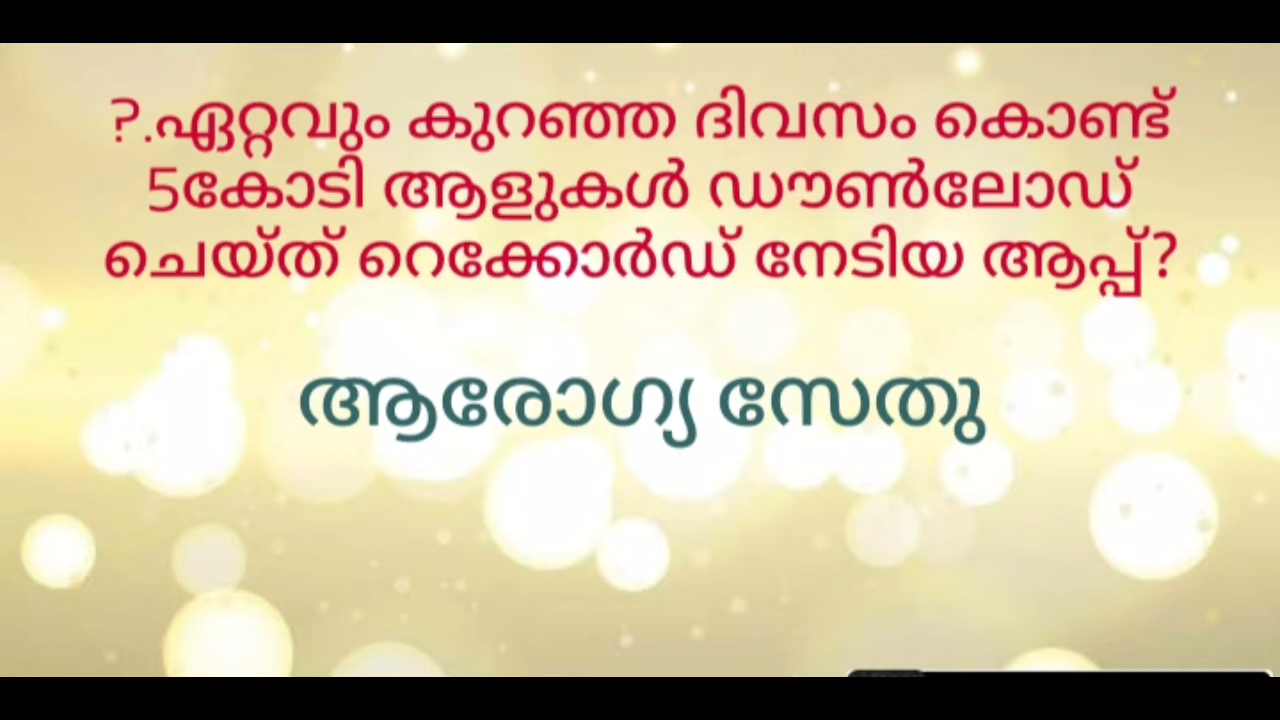 ?.ഏറ്റവും കുറഞ്ഞ ദിവസം കൊണ്ട്
5കോടി ആളുകൾ ഡൗൺലോഡ്
ചെയ്ത് റെക്കോർഡ് നേടിയ ആപ്പ്?
ആരോഗ്യ സേതു